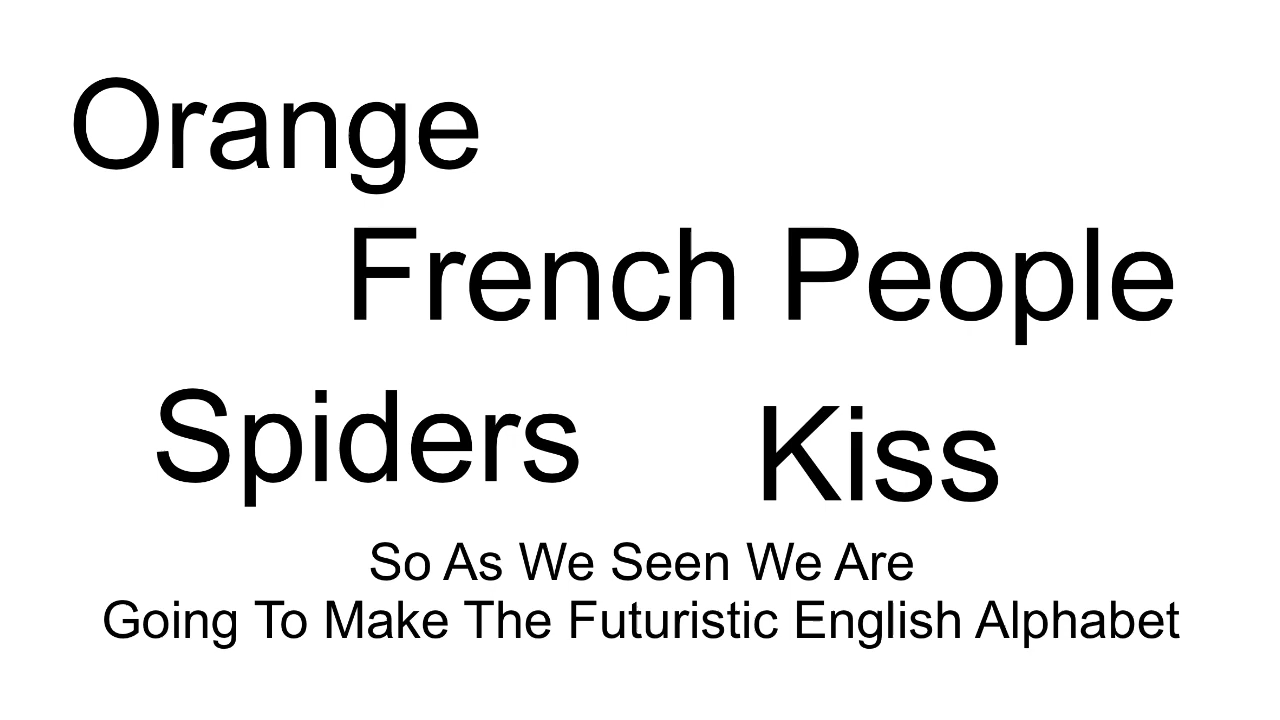 Orange
French People
Spiders
Kiss
So As We Seen We Are
Going To Make The Futuristic English Alphabet